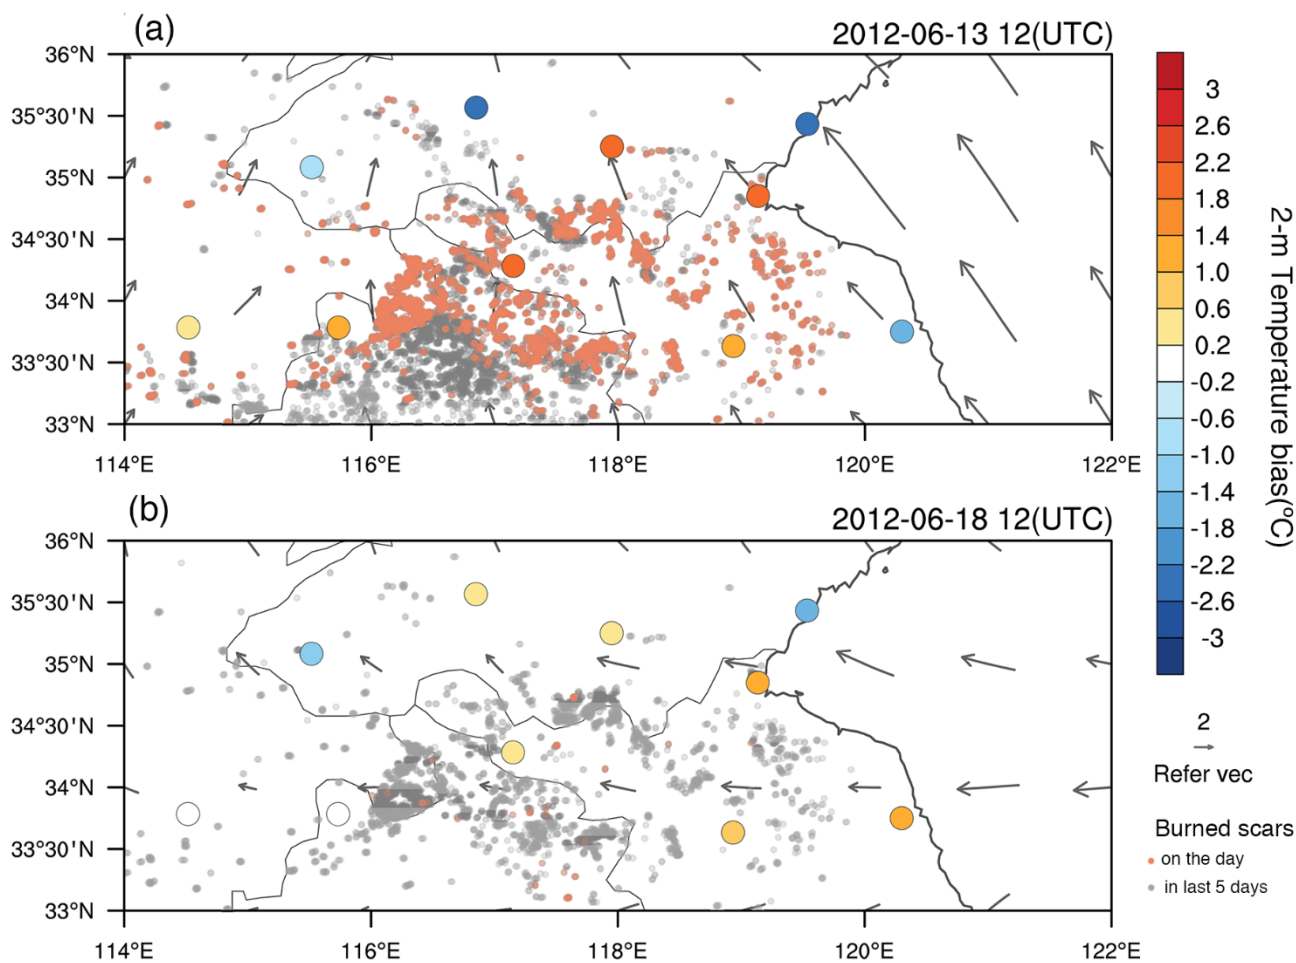 (a)
2012-06-13 12(UTC)
36°N
35°30'N
35°N
34°30'N
34°N
33°30'N
33°N
114°E 116°E 118°E 120°E 122°E
(b)
2012-06-18 12(UTC)
36°N
35°30'N
35°N
34°30'N
34°N
33°30'N
33°N
114°E 116°E 118°E 120°E 122°E
3
2.6
2.2
1.8
1.4
1.0
0.6
0.2
-0.2
-0.6
-1.0
-1.4
-1.8
-2.2
-2.6
-3
2-m Temperature bias(°C)
2
Refer vec
Burned scars
on the day
in last 5 days